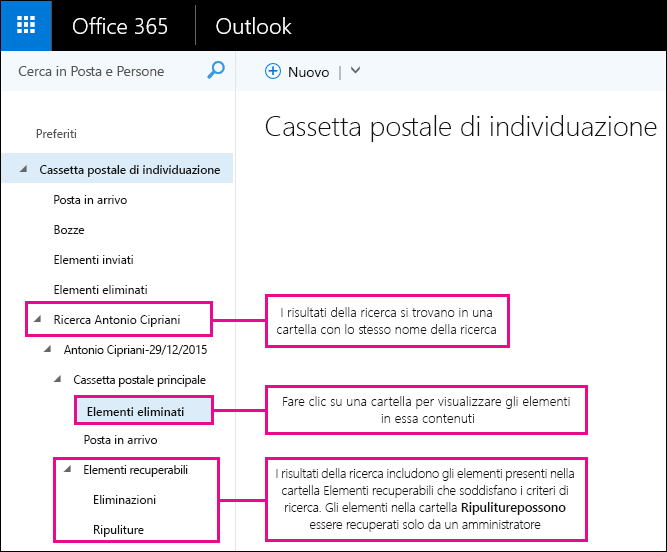 Office 365
Outlook
Cerca in Posta e Persone
Nuovo
Preferiti
Cassetta postale di individuazione
Cassetta postale di individuazione
Posta in arrivo
Bozze
Elementi inviati
Elementi eliminati
Ricerca Antonio Cipriani
I risultati della ricerca si trovano in una
cartella con lo stesso nome della ricerca
Antonio Cipriani-29/12/2015
Cassetta postale principale
Elementi eliminati
Fare clic su una cartella per visualizzare gli elementi
in essa contenuti
Posta in arrivo
Elementi recuperabili
Eliminazioni
Ripuliture
I risultati della ricerca includono gli elementi presenti nella
cartella Elementi recuperabili che soddisfano i criteri di
ricerca. Gli elementi nella cartella Ripuliturepossono
essere recuperati solo da un amministratore